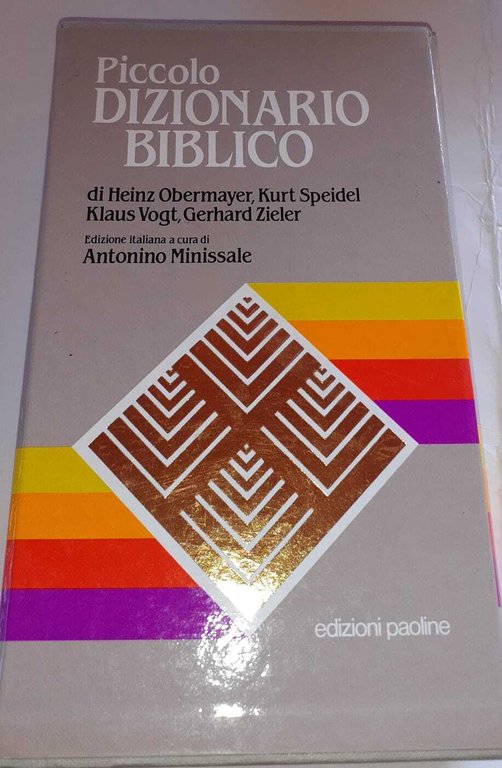 Piccolo
DIZIONARIO
BIBLICO
di Heinz Obermayer, Kurt Speidel
Klaus Vogt, Gerhard Zieler
Edizione italiana a cura di
Antonino Minissale
edizioni paoline